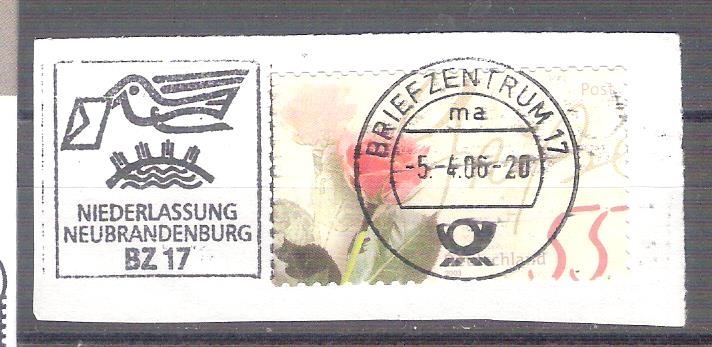 NIEDERLASSUNG
NEUBRANDENBURG
BZ 17
BRIEFZENTRUM 17
ma
-5.-4.06-20
Post
55
Deutschland
2003